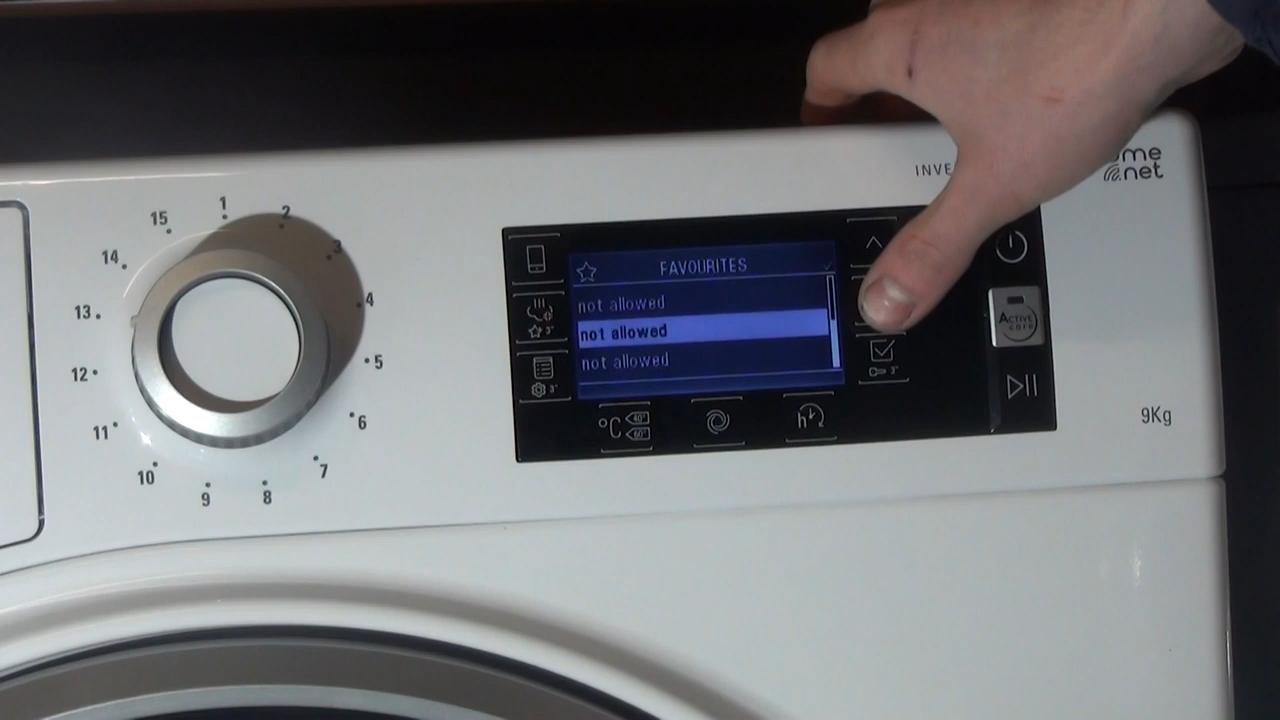 1
2
3
4
5
6
7
8
9
10
11
12
13
14
15
FAVOURITES
not allowed
not allowed
not allowed
3"
3"
3"
°C 40° 60°
h
INVE
me
.net
ACTIVE
care
9Kg